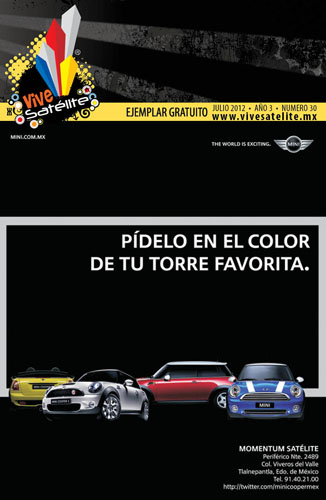 Vive
Satélite
®
EJEMPLAR GRATUITO
JULIO 2012 • AÑO 3 • NUMERO 30
www.vivesatelite.mx
MINI.COM.MX
THE WORLD IS EXCITING.
MINI
PÍDELO EN EL COLOR
DE TU TORRE FAVORITA.
MINI
MOMENTUM SATÉLITE
Periférico Nte. 2489
Col. Viveros del Valle
Tlalnepantla, Edo. de México
Tel. 91.40.21.00
http://twitter.com/minicoopermex